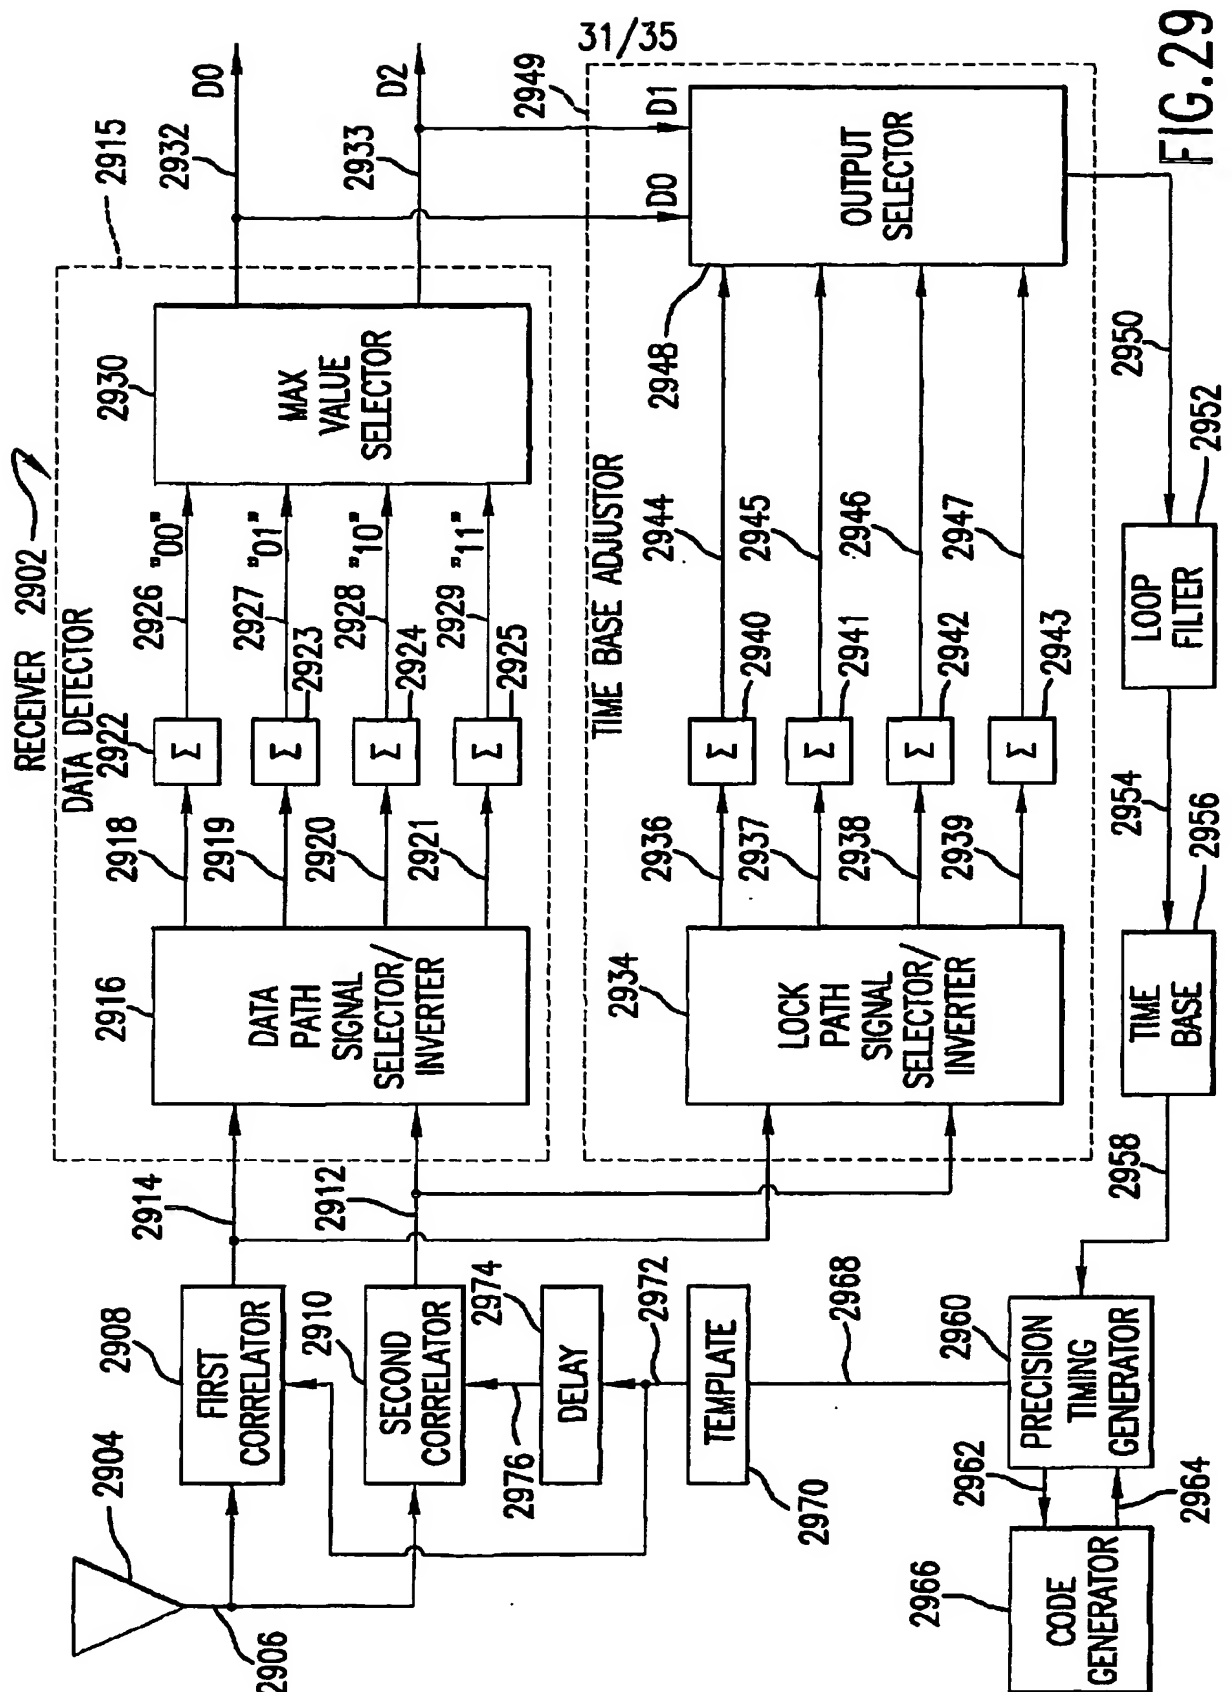 31/35
FIG.29
RECEIVER 2902
DATA DETECTOR
2915
2904
2906
2908
FIRST
CORRELATOR
2910
SECOND
CORRELATOR
2914
2912
2916
DATA
PATH
SIGNAL
SELECTOR/
INVERTER
2918
2919
2920
2921
2922
Σ
2923
Σ
2924
Σ
2925
Σ
2926
"00"
2927
"01"
2928
"10"
2929
"11"
2930
MAX
VALUE
SELECTOR
2932
D0
2933
D2
2974
DELAY
2976
2972
TEMPLATE
2970
2968
TIME BASE ADJUSTOR
2949
2934
LOCK
PATH
SIGNAL
SELECTOR/
INVERTER
2936
2937
2938
2939
Σ
2940
Σ
2941
Σ
2942
Σ
2943
2944
2945
2946
2947
2948
D0
D1
OUTPUT
SELECTOR
2950
LOOP
FILTER
2952
2954
TIME
BASE
2956
2958
2960
PRECISION
TIMING
GENERATOR
2962
2964
2966
CODE
GENERATOR